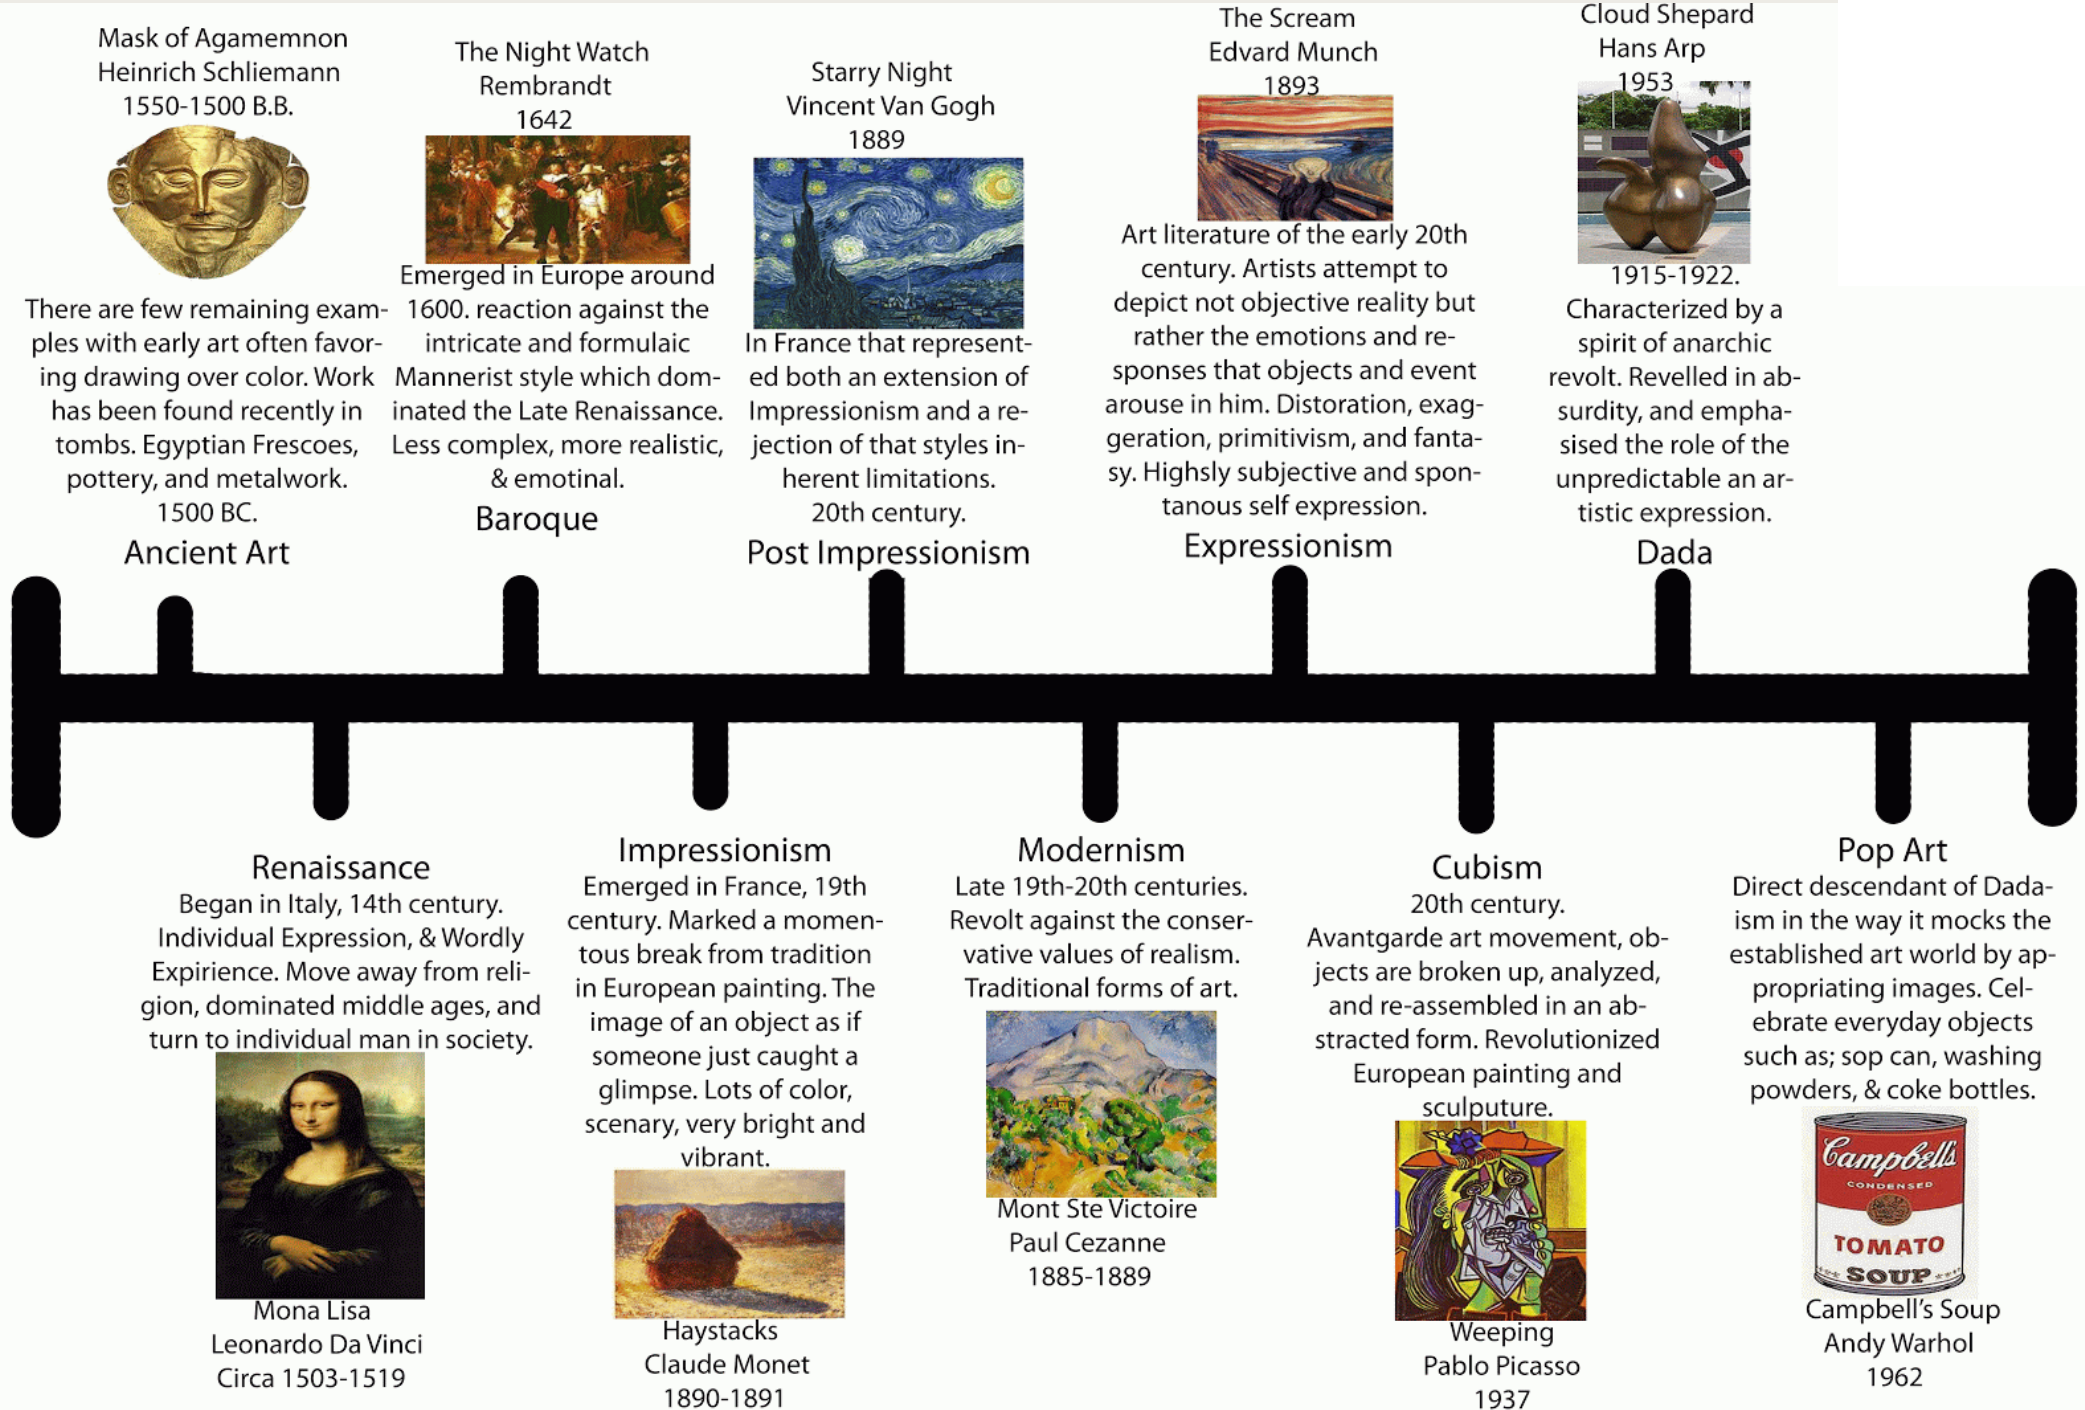 Mask of Agamemnon
Heinrich Schliemann
1550-1500 B.B.
There are few remaining exam-
ples with early art often favor-
ing drawing over color. Work
has been found recently in
tombs. Egyptian Frescoes,
pottery, and metalwork.
1500 BC.
Ancient Art
The Night Watch
Rembrandt
1642
Emerged in Europe around
1600. reaction against the
intricate and formulaic
Mannerist style which dom-
inated the Late Renaissance.
Less complex, more realistic,
& emotinal.
Baroque
Starry Night
Vincent Van Gogh
1889
In France that represent-
ed both an extension of
Impressionism and a re-
jection of that styles in-
herent limitations.
20th century.
Post Impressionism
The Scream
Edvard Munch
1893
Art literature of the early 20th
century. Artists attempt to
depict not objective reality but
rather the emotions and re-
sponses that objects and event
arouse in him. Distoration, exag-
geration, primitivism, and fanta-
sy. Highsly subjective and spon-
tanous self expression.
Expressionism
Cloud Shepard
Hans Arp
1953
1915-1922.
Characterized by a
spirit of anarchic
revolt. Revelled in ab-
surdity, and empha-
sised the role of the
unpredictable an ar-
tistic expression.
Dada
Renaissance
Began in Italy, 14th century.
Individual Expression, & Wordly
Expirience. Move away from reli-
gion, dominated middle ages, and
turn to individual man in society.
Mona Lisa
Leonardo Da Vinci
Circa 1503-1519
Impressionism
Emerged in France, 19th
century. Marked a momen-
tous break from tradition
in European painting. The
image of an object as if
someone just caught a
glimpse. Lots of color,
scenary, very bright and
vibrant.
Haystacks
Claude Monet
1890-1891
Modernism
Late 19th-20th centuries.
Revolt against the conser-
vative values of realism.
Traditional forms of art.
Mont Ste Victoire
Paul Cezanne
1885-1889
Cubism
20th century.
Avantgarde art movement, ob-
jects are broken up, analyzed,
and re-assembled in an ab-
stracted form. Revolutionized
European painting and
sculputure.
Weeping
Pablo Picasso
1937
Pop Art
Direct descendant of Dada-
ism in the way it mocks the
established art world by ap-
propriating images. Cel-
ebrate everyday objects
such as; sop can, washing
powders, & coke bottles.
Campbell's
CONDENSED
TOMATO
SOUP
Campbell's Soup
Andy Warhol
1962